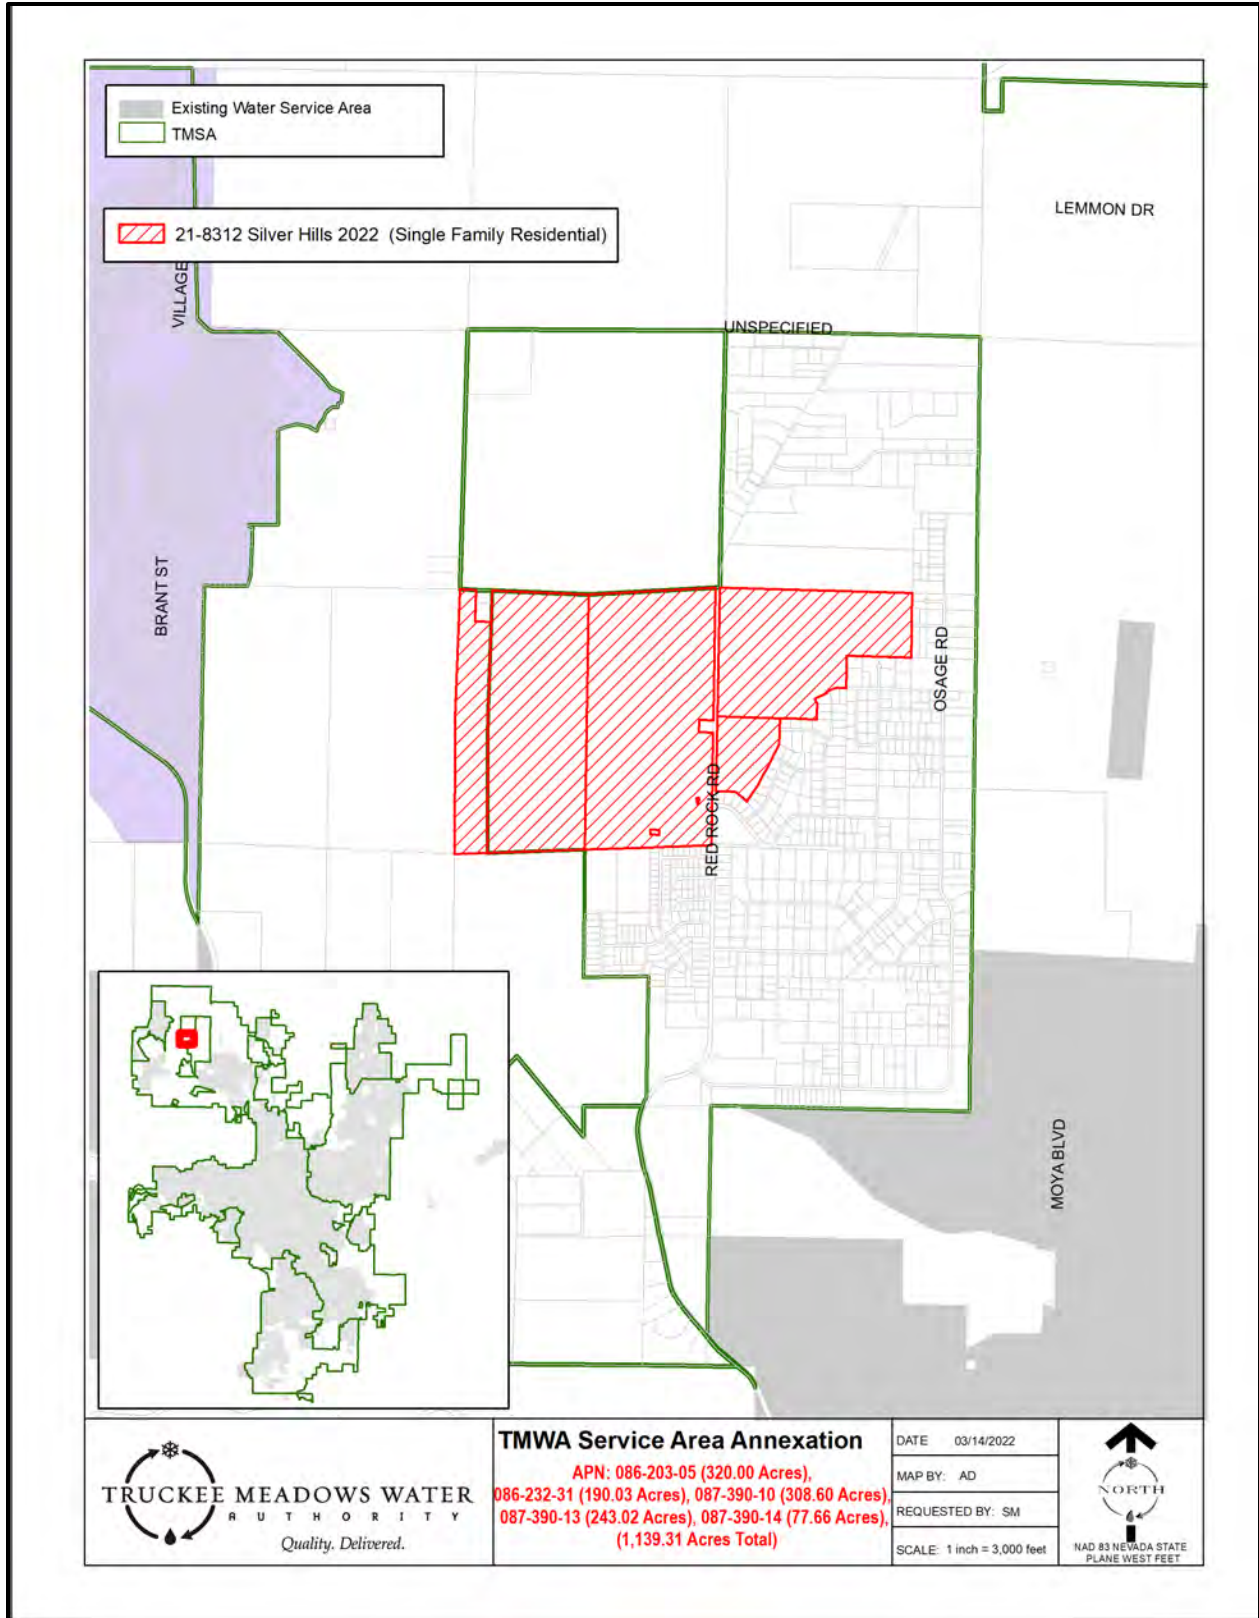 Existing Water Service Area
TMSA
21-8312 Silver Hills 2022 (Single Family Residential)
LEMMON DR
VILLAGE
UNSPECIFIED
BRANT ST
OSAGE RD
RED ROCK RD
MOYA BLVD
TRUCKEE MEADOWS WATER
AUTHORITY
Quality. Delivered.
TMWA Service Area Annexation
APN: 086-203-05 (320.00 Acres),
086-232-31 (190.03 Acres), 087-390-10 (308.60 Acres),
087-390-13 (243.02 Acres), 087-390-14 (77.66 Acres),
(1,139.31 Acres Total)
DATE 03/14/2022
MAP BY: AD
REQUESTED BY: SM
SCALE: 1 inch = 3,000 feet
NORTH
NAD 83 NEVADA STATE
PLANE WEST FEET